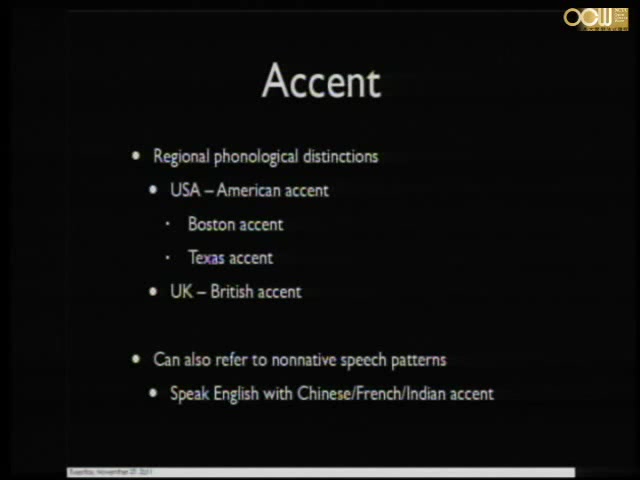 OCW
Accent
• Regional phonological distinctions
• USA – American accent
• Boston accent
• Texas accent
• UK – British accent
• Can also refer to nonnative speech patterns
• Speak English with Chinese/French/Indian accent